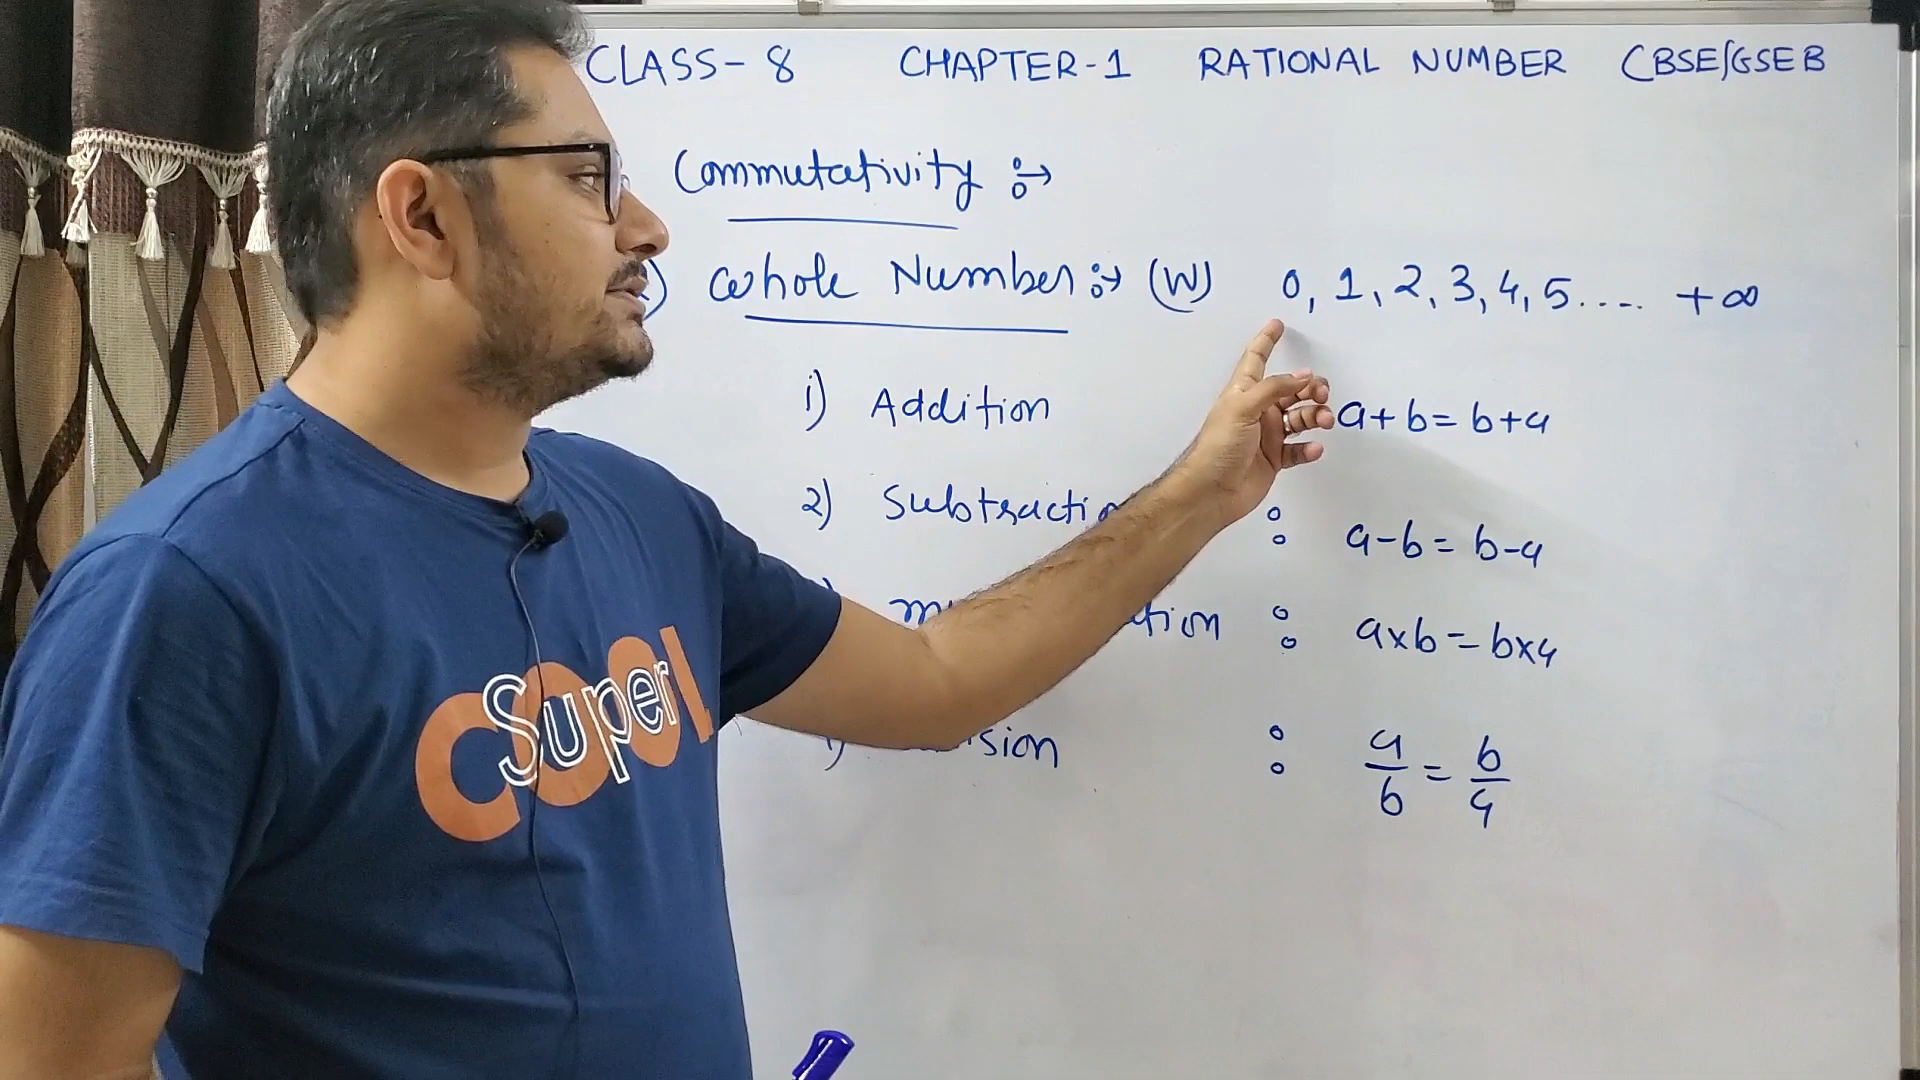 CLASS-8 CHAPTER-1 RATIONAL NUMBER CBSE/GSEB
Commutativity :→
Whole Number :→ (W) 0, 1, 2, 3, 4, 5.... +∞
i) Addition a+b=b+a
2) Subtractio : a-b=b-a
m tion : a×b=b×a
sion : a/b = b/a
COOL
Super